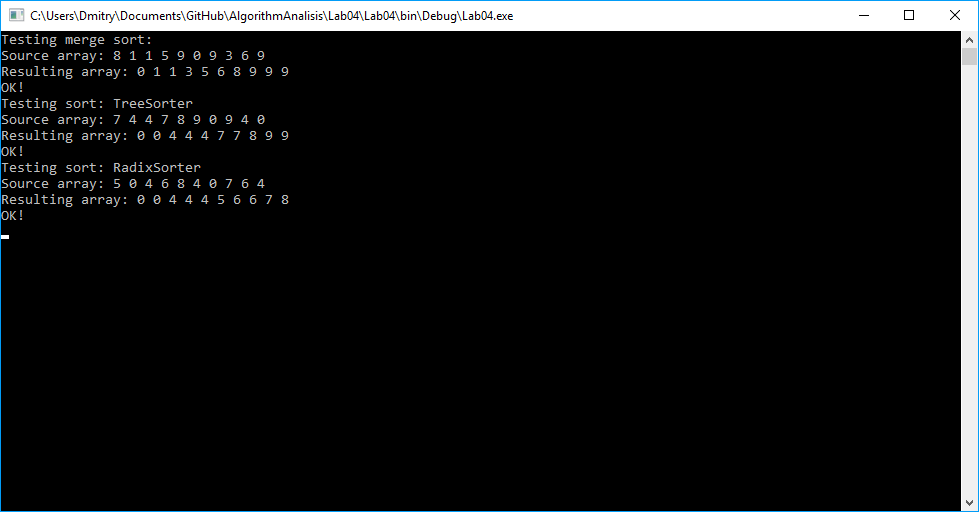 C:\Users\Dmitry\Documents\GitHub\AlgorithmAnalisis\Lab04\Lab04\bin\Debug\Lab04.exe
Testing merge sort:
Source array: 8 1 1 5 9 0 9 3 6 9
Resulting array: 0 1 1 3 5 6 8 9 9 9
OK!
Testing sort: TreeSorter
Source array: 7 4 4 7 8 9 0 9 4 0
Resulting array: 0 0 4 4 4 7 7 8 9 9
OK!
Testing sort: RadixSorter
Source array: 5 0 4 6 8 4 0 7 6 4
Resulting array: 0 0 4 4 4 5 6 6 7 8
OK!